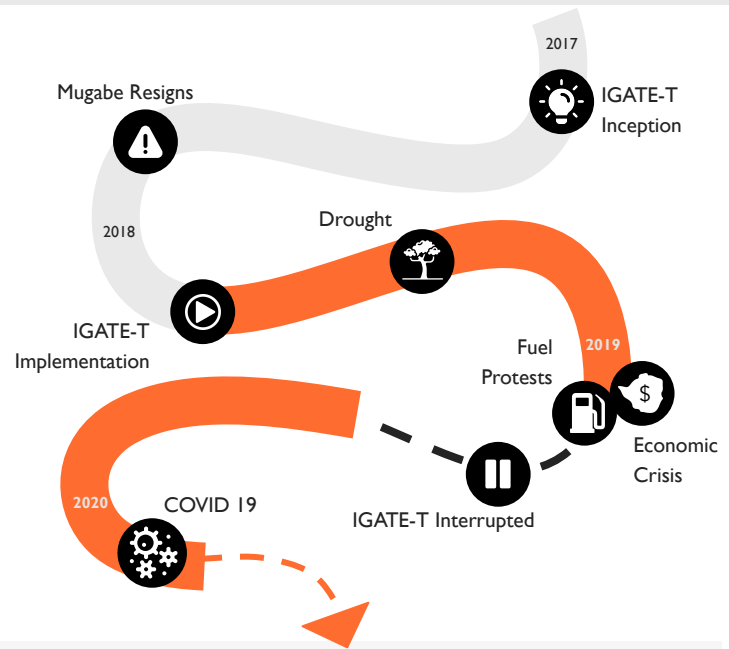 2017
IGATE-T
Inception
Mugabe Resigns
2018
IGATE-T
Implementation
Drought
2019
Fuel
Protests
$
Economic
Crisis
IGATE-T Interrupted
2020
COVID 19